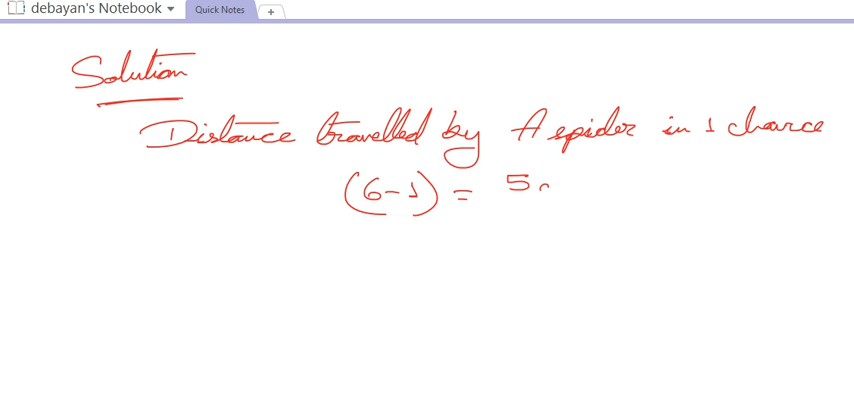 debayan's Notebook
Quick Notes
Solution
Distance travelled by A spider in 1 chance
(6-1) = 5